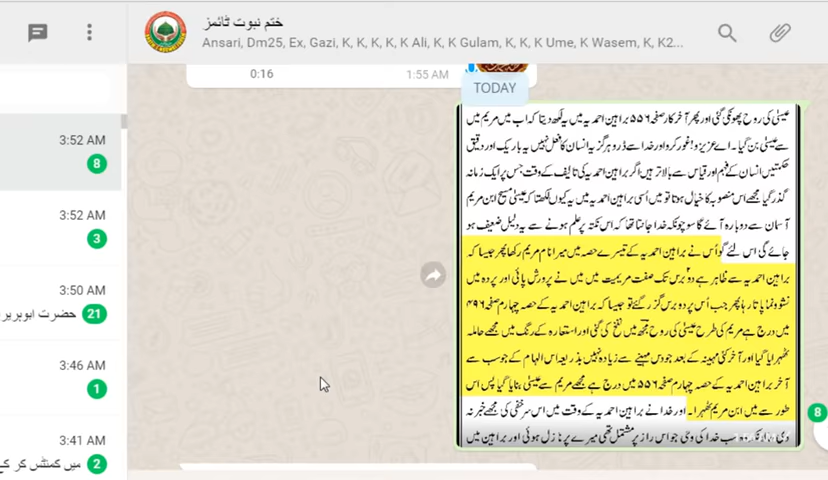 ختم نبوت ٹائمز
Ansari, Dm25, Ex, Gazi, K, K, K, K, K Ali, K, K Gulam, K, K, K Ume, K Wasem, K, K2...
0:16
1:55 AM
TODAY
3:52 AM
8
3:52 AM
3
3:50 AM
حضرت ابوہریر
21
3:46 AM
1
3:41 AM
میں کمنٹس کر کے
2
عیسیٰ کی روح پھونکی گئی اور پھر آخر کار صفحہ ۵۵۶ براہین احمدیہ میں یہ لکھ دیتا کہ اب میں مریم میں
سے عیسیٰ بن گیا۔ اے عزیزو! غور کرو اور خدا سے ڈرو ہرگز یہ انسان کا فعل نہیں یہ باریک اور دقیق
حکمتیں انسان کے فہم اور قیاس سے بالاتر ہیں اگر براہین احمدیہ کی تالیف کے وقت جس پر ایک زمانہ
گذر گیا مجھے اس منصوبہ کا خیال ہوتا تو میں اُسی براہین احمدیہ میں یہ کیوں لکھتا کہ عیسیٰ مسیح ابن مریم
آسمان سے دوبارہ آئے گا سو چونکہ خدا جانتا تھا کہ اس نکتہ پر علم ہونے سے یہ دلیل ضعیف ہو
جائے گی اس لئے گو اُس نے براہین احمدیہ کے تیسرے حصہ میں میرا نام مریم رکھا پھر جیسا کہ
براہین احمدیہ سے ظاہر ہے دو برس تک صفت مریمیت میں میں نے پرورش پائی اور پردہ میں
نشوونما پاتا رہا پھر جب اُس پر دو برس گزر گئے تو جیسا کہ براہین احمدیہ کے حصہ چہارم صفحہ ۴۹۶
میں درج ہے مریم کی طرح عیسیٰ کی روح مجھ میں نفخ کی گئی اور استعارہ کے رنگ میں مجھے حاملہ
ٹھہرایا گیا اور آخر کئی مہینہ کے بعد جو دس مہینے سے زیادہ نہیں بذریعہ اس الہام کے جو سب سے
آخر براہین احمدیہ کے حصہ چہارم صفحہ ۵۵۶ میں درج ہے مجھے مریم سے عیسیٰ بنایا گیا پس اس
طور سے میں ابن مریم ٹھہرا۔ اور خدا نے براہین احمدیہ کے وقت میں اس سرّخفی کی مجھے خبر نہ
سب خدا کی وحی جو اس راز پر مشتمل تھی میرے پر نازل ہوئی اور براہین میں
8